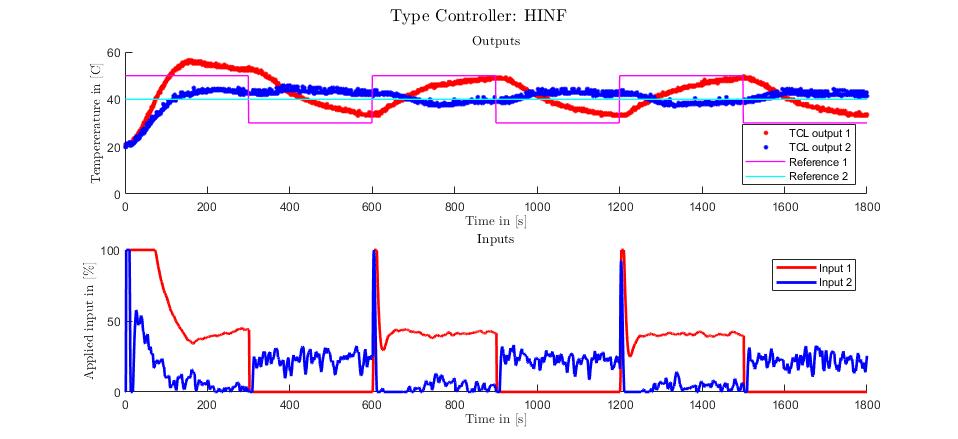 Type Controller: HINF
Outputs
Tempererature in [C]
60
40
20
0
TCL output 1
TCL output 2
Reference 1
Reference 2
0 200 400 600 800 1000 1200 1400 1600 1800
Time in [s]
Inputs
Applied input in [%]
100
50
0
Input 1
Input 2
0 200 400 600 800 1000 1200 1400 1600 1800
Time in [s]